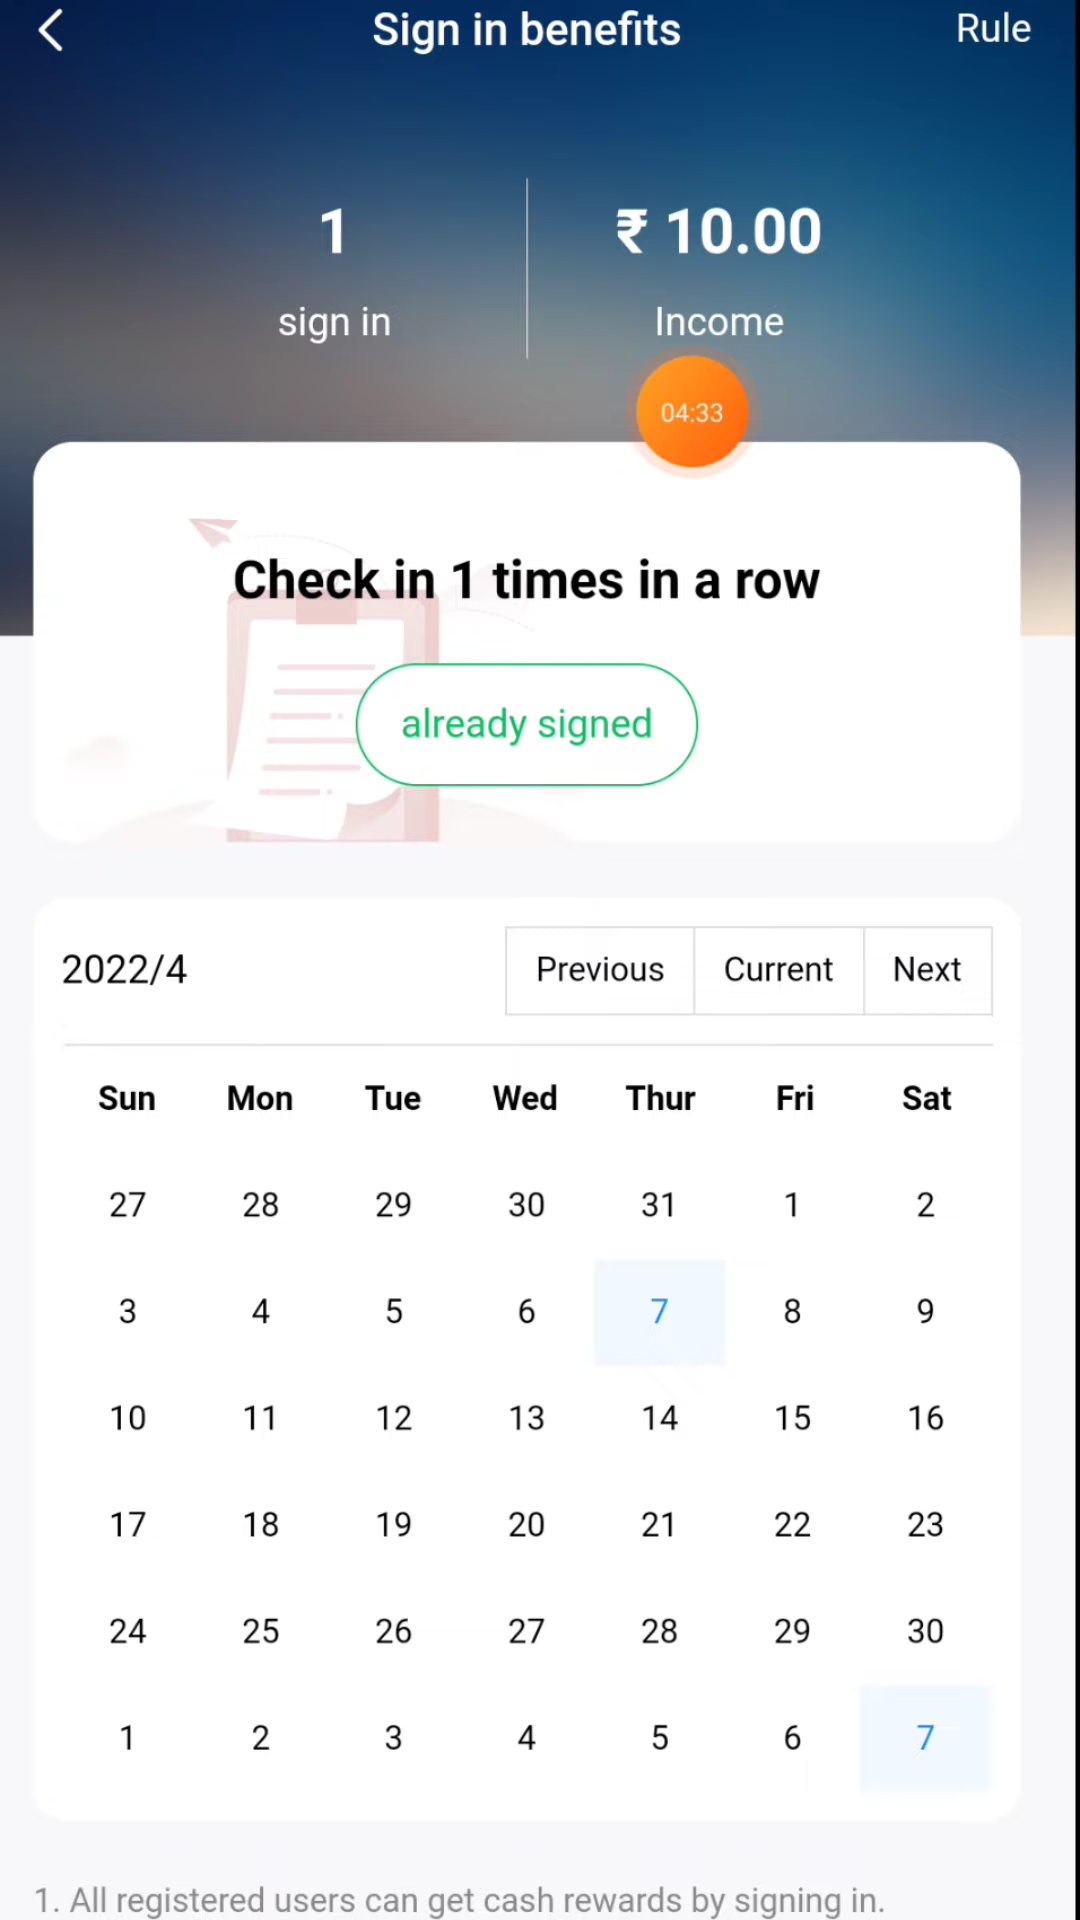 Sign in benefits
Rule
1
₹ 10.00
sign in
Income
04:33
Check in 1 times in a row
already signed
2022/4
Previous
Current
Next
Sun Mon Tue Wed Thur Fri Sat
27 28 29 30 31 1 2
3 4 5 6 7 8 9
10 11 12 13 14 15 16
17 18 19 20 21 22 23
24 25 26 27 28 29 30
1 2 3 4 5 6 7
1. All registered users can get cash rewards by signing in.